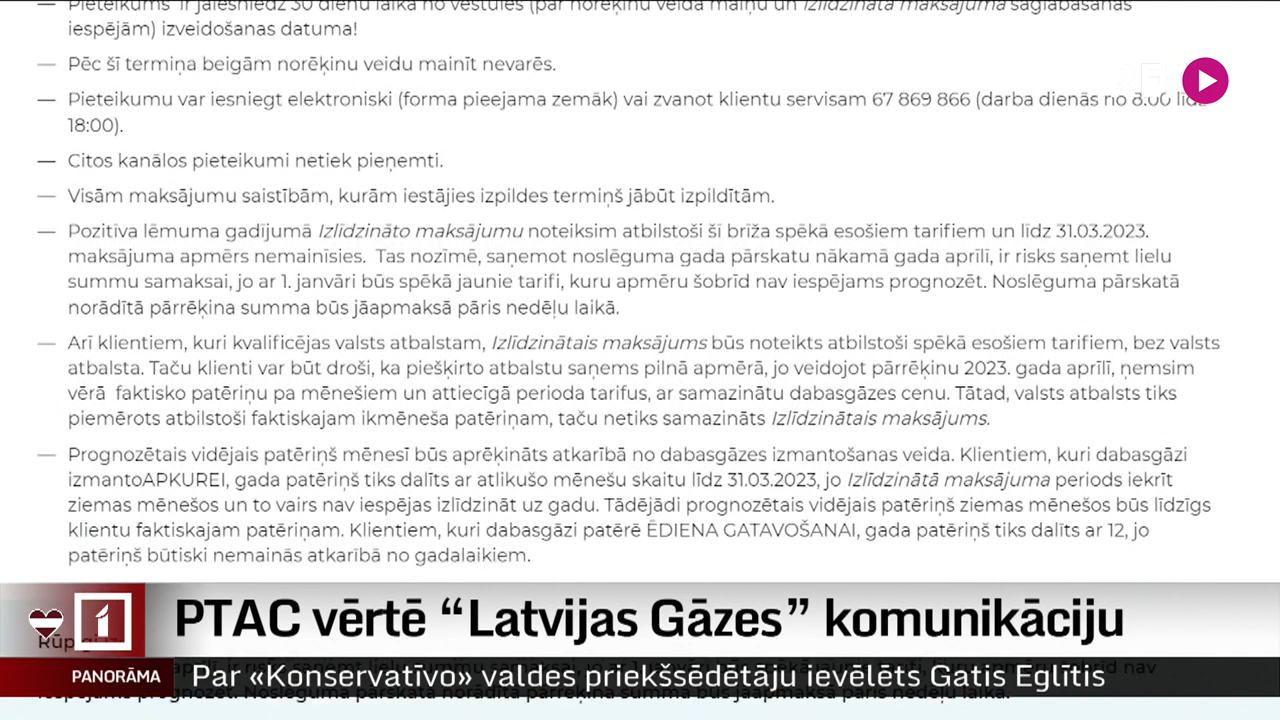 — Pieteikums ir jāiesniedz 30 dienu laikā no vēstules (par norēķinu veida maiņu un Izlīdzinātā maksājuma saglabāšanas
iespējām) izveidošanas datuma!
— Pēc šī termiņa beigām norēķinu veidu mainīt nevarēs.
— Pieteikumu var iesniegt elektroniski (forma pieejama zemāk) vai zvanot klientu servisam 67 869 866 (darba dienās no 8:00 līdz
18:00).
— Citos kanālos pieteikumi netiek pieņemti.
— Visām maksājumu saistībām, kurām iestājies izpildes termiņš jābūt izpildītām.
— Pozitīva lēmuma gadījumā Izlīdzināto maksājumu noteiksim atbilstoši šī brīža spēkā esošiem tarifiem un līdz 31.03.2023.
maksājuma apmērs nemainīsies. Tas nozīmē, saņemot noslēguma gada pārskatu nākamā gada aprīlī, ir risks saņemt lielu
summu samaksai, jo ar 1. janvāri būs spēkā jaunie tarifi, kuru apmēru šobrīd nav iespējams prognozēt. Noslēguma pārskatā
norādītā pārrēķina summa būs jāapmaksā pāris nedēļu laikā.
— Arī klientiem, kuri kvalificējas valsts atbalstam, Izlīdzinātais maksājums būs noteikts atbilstoši spēkā esošiem tarifiem, bez valsts
atbalsta. Taču klienti var būt droši, ka piešķirto atbalstu saņems pilnā apmērā, jo veidojot pārrēķinu 2023. gada aprīlī, ņemsim
vērā faktisko patēriņu pa mēnešiem un attiecīgā perioda tarifus, ar samazinātu dabasgāzes cenu. Tātad, valsts atbalsts tiks
piemērots atbilstoši faktiskajam ikmēneša patēriņam, taču netiks samazināts Izlīdzinātais maksājums.
— Prognozētais vidējais patēriņš mēnesī būs aprēķināts atkarībā no dabasgāzes izmantošanas veida. Klientiem, kuri dabasgāzi
izmantoAPKUREI, gada patēriņš tiks dalīts ar atlikušo mēnešu skaitu līdz 31.03.2023, jo Izlīdzinātā maksājuma periods iekrīt
ziemas mēnešos un to vairs nav iespējas izlīdzināt uz gadu. Tādējādi prognozētais vidējais patēriņš ziemas mēnešos būs līdzīgs
klientu faktiskajam patēriņam. Klientiem, kuri dabasgāzi patērē ĒDIENA GATAVOŠANAI, gada patēriņš tiks dalīts ar 12, jo
patēriņš būtiski nemainās atkarībā no gadalaikiem.
1
PTAC vērtē “Latvijas Gāzes” komunikāciju
PANORĀMA
Par «Konservatīvo» valdes priekšsēdētāju ievēlēts Gatis Eglītis